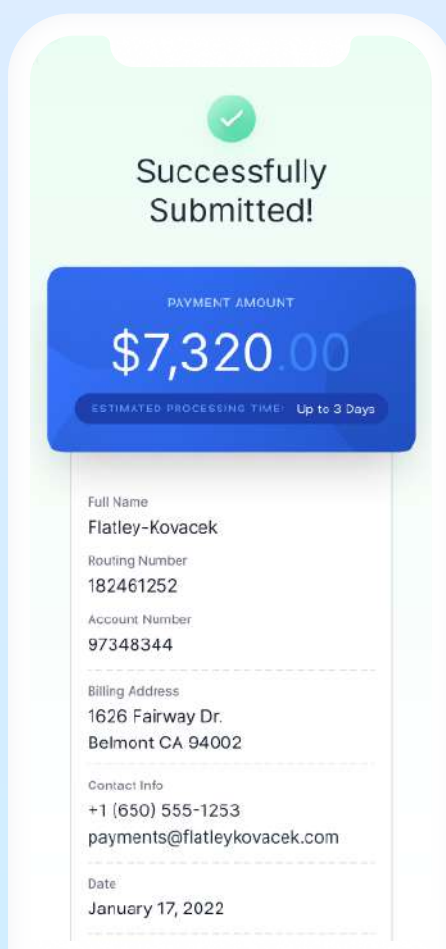 Successfully
Submitted!
PAYMENT AMOUNT
$7,320.00
ESTIMATED PROCESSING TIME: Up to 3 Days
Full Name
Flatley-Kovacek
Routing Number
182461252
Account Number
97348344
Billing Address
1626 Fairway Dr.
Belmont CA 94002
Contact Info
+1 (650) 555-1253
payments@flatleykovacek.com
Date
January 17, 2022